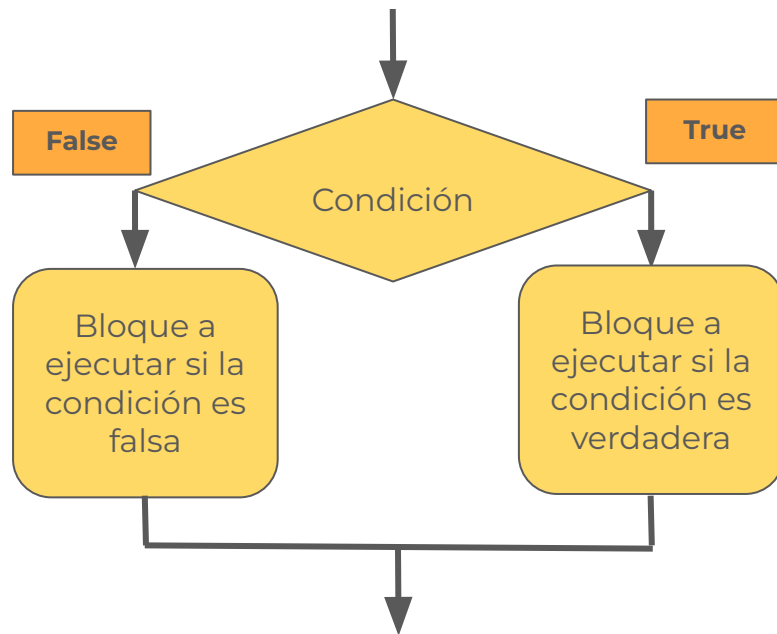 False
True
Condición
Bloque a
ejecutar si la
condición es
falsa
Bloque a
ejecutar si la
condición es
verdadera